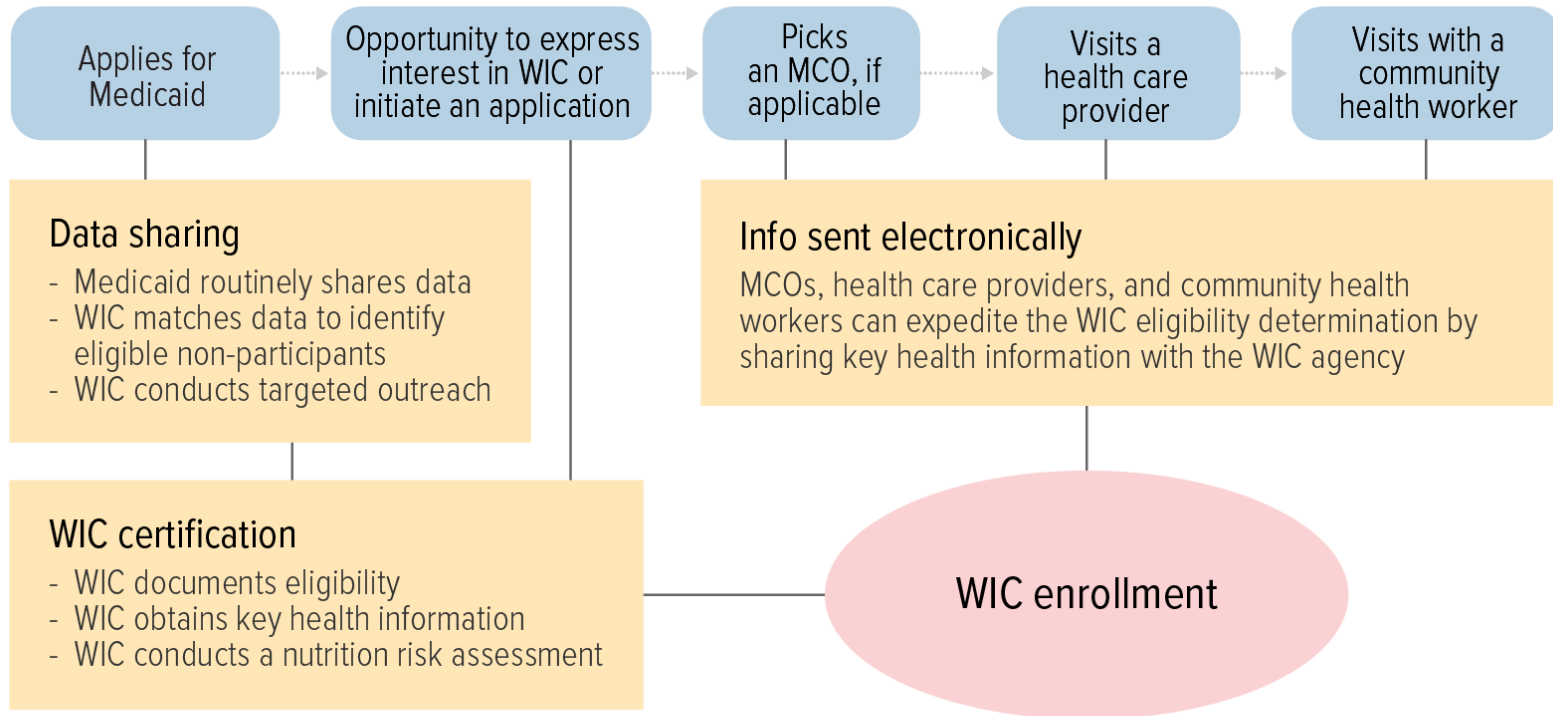 Applies for
Medicaid
Opportunity to express
interest in WIC or
initiate an application
Picks
an MCO, if
applicable
Visits a
health care
provider
Visits with a
community
health worker
Data sharing
- Medicaid routinely shares data
- WIC matches data to identify
eligible non-participants
- WIC conducts targeted outreach
Info sent electronically
MCOs, health care providers, and community health
workers can expedite the WIC eligibility determination by
sharing key health information with the WIC agency
WIC certification
- WIC documents eligibility
- WIC obtains key health information
- WIC conducts a nutrition risk assessment
WIC enrollment